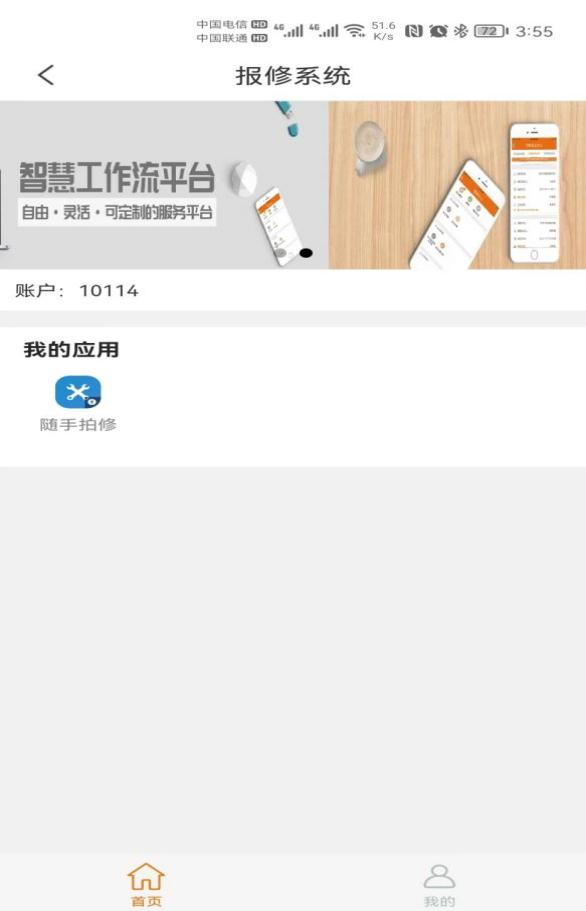 中国电信 HD 4G 4G 51.6 K/s 72 3:55
中国联通 HD
报修系统
智慧工作流平台
自由·灵活·可定制的服务平台
账户：10114
我的应用
随手拍修
首页
我的